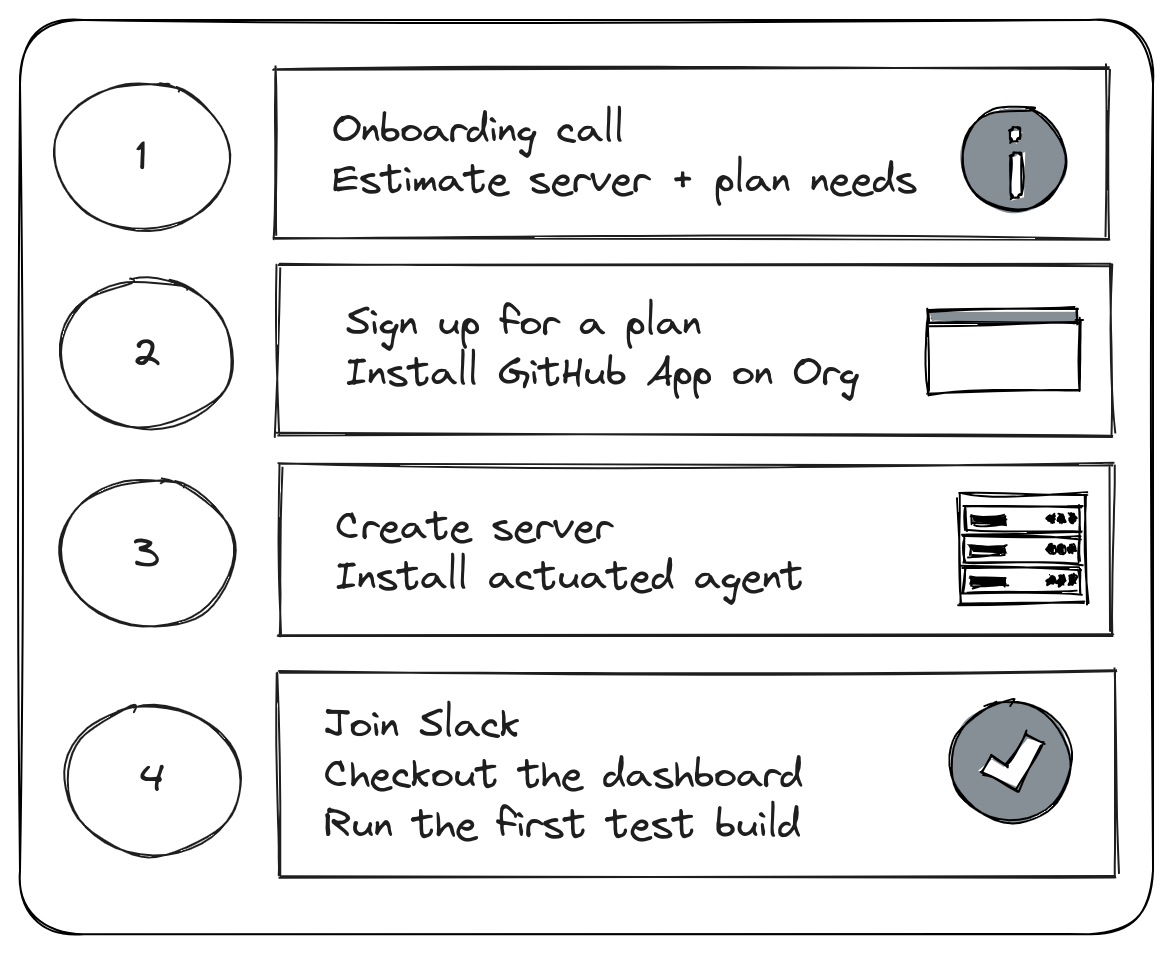 1
Onboarding call
Estimate server + plan needs
i
2
Sign up for a plan
Install GitHub App on Org
3
Create server
Install actuated agent
4
Join Slack
Checkout the dashboard
Run the first test build